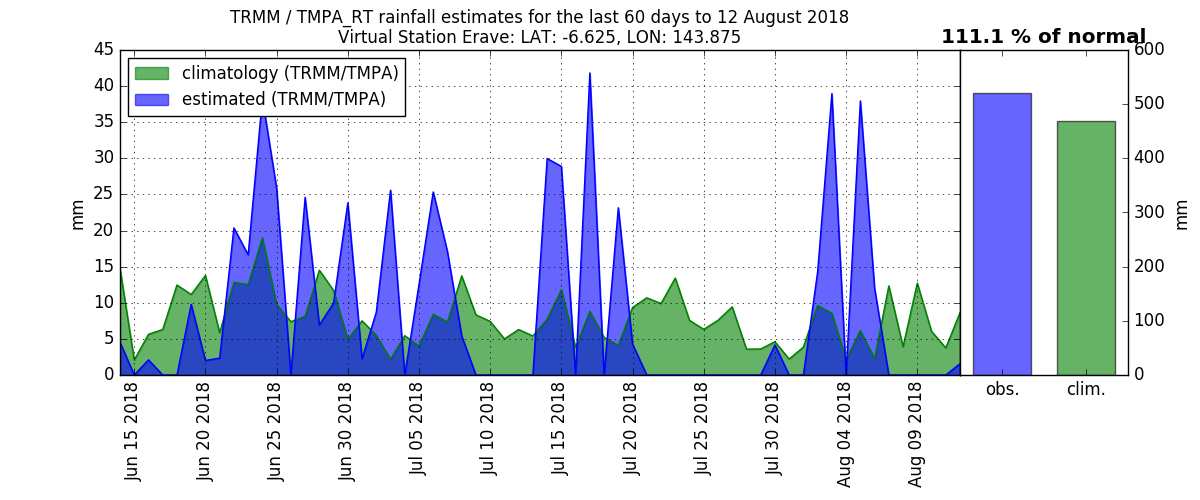 TRMM / TMPA_RT rainfall estimates for the last 60 days to 12 August 2018
Virtual Station Erave: LAT: -6.625, LON: 143.875
111.1 % of normal
climatology (TRMM/TMPA)
estimated (TRMM/TMPA)
mm
45
40
35
30
25
20
15
10
5
0
Jun 15 2018
Jun 20 2018
Jun 25 2018
Jun 30 2018
Jul 05 2018
Jul 10 2018
Jul 15 2018
Jul 20 2018
Jul 25 2018
Jul 30 2018
Aug 04 2018
Aug 09 2018
obs.
clim.
600
500
400
300
200
100
0
mm